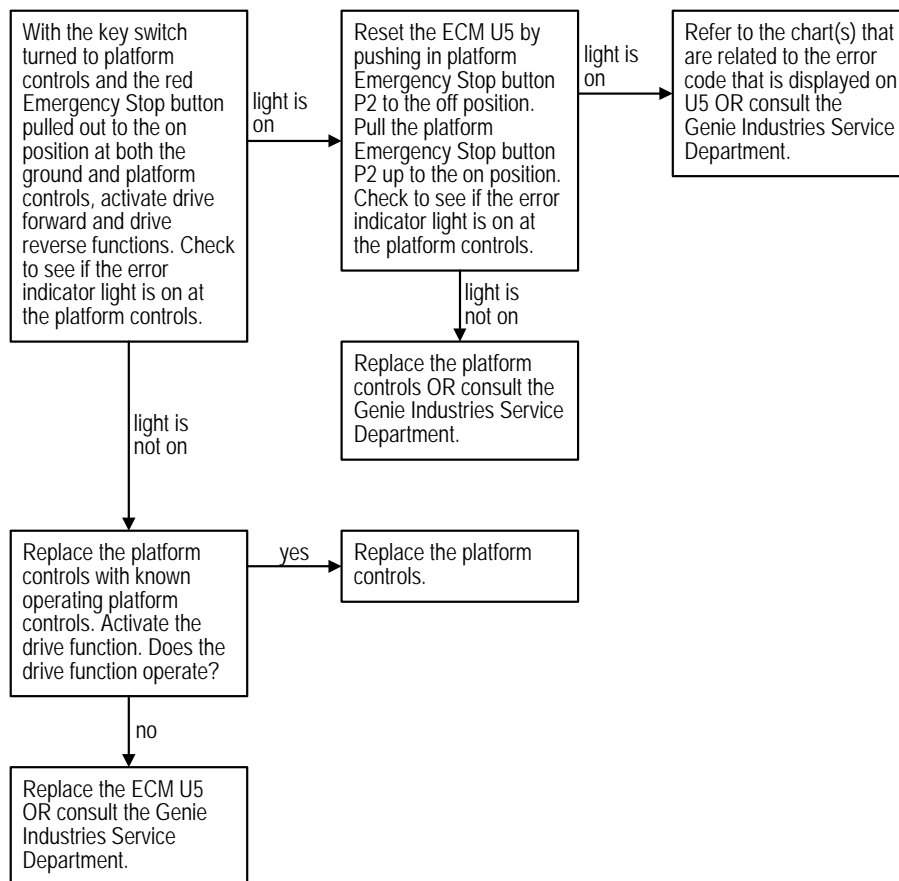 With the key switch
turned to platform
controls and the red
Emergency Stop button
pulled out to the on
position at both the
ground and platform
controls, activate drive
forward and drive
reverse functions. Check
to see if the error
indicator light is on at
the platform controls.
light is
on
Reset the ECM U5 by
pushing in platform
Emergency Stop button
P2 to the off position.
Pull the platform
Emergency Stop button
P2 up to the on position.
Check to see if the error
indicator light is on at
the platform controls.
light is
on
Refer to the chart(s) that
are related to the error
code that is displayed on
U5 OR consult the
Genie Industries Service
Department.
light is
not on
Replace the platform
controls OR consult the
Genie Industries Service
Department.
light is
not on
Replace the platform
controls with known
operating platform
controls. Activate the
drive function. Does the
drive function operate?
yes
Replace the platform
controls.
no
Replace the ECM U5
OR consult the Genie
Industries Service
Department.